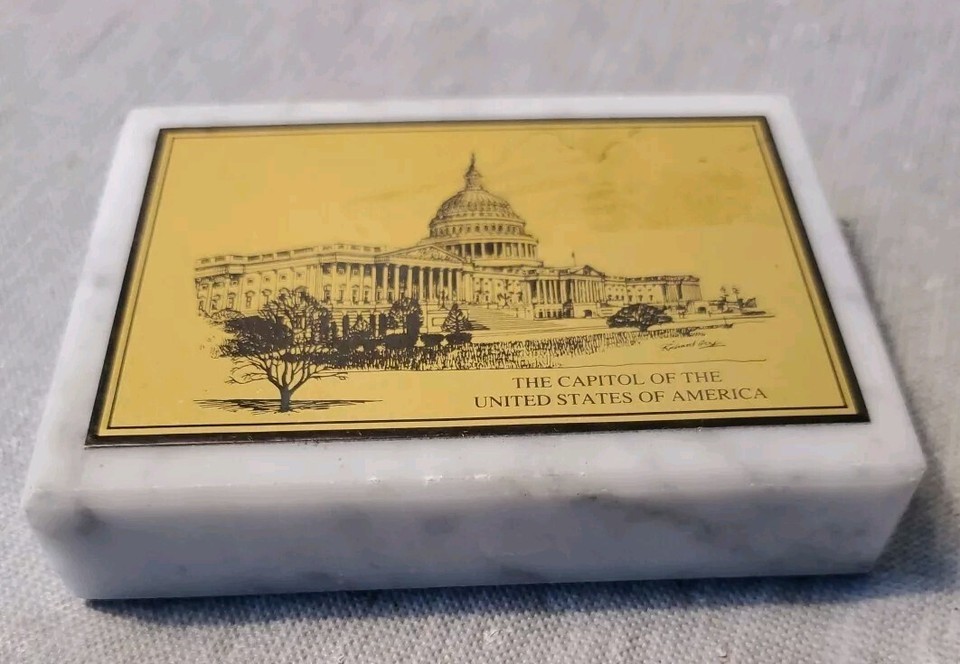 THE CAPITOL OF THE
UNITED STATES OF AMERICA